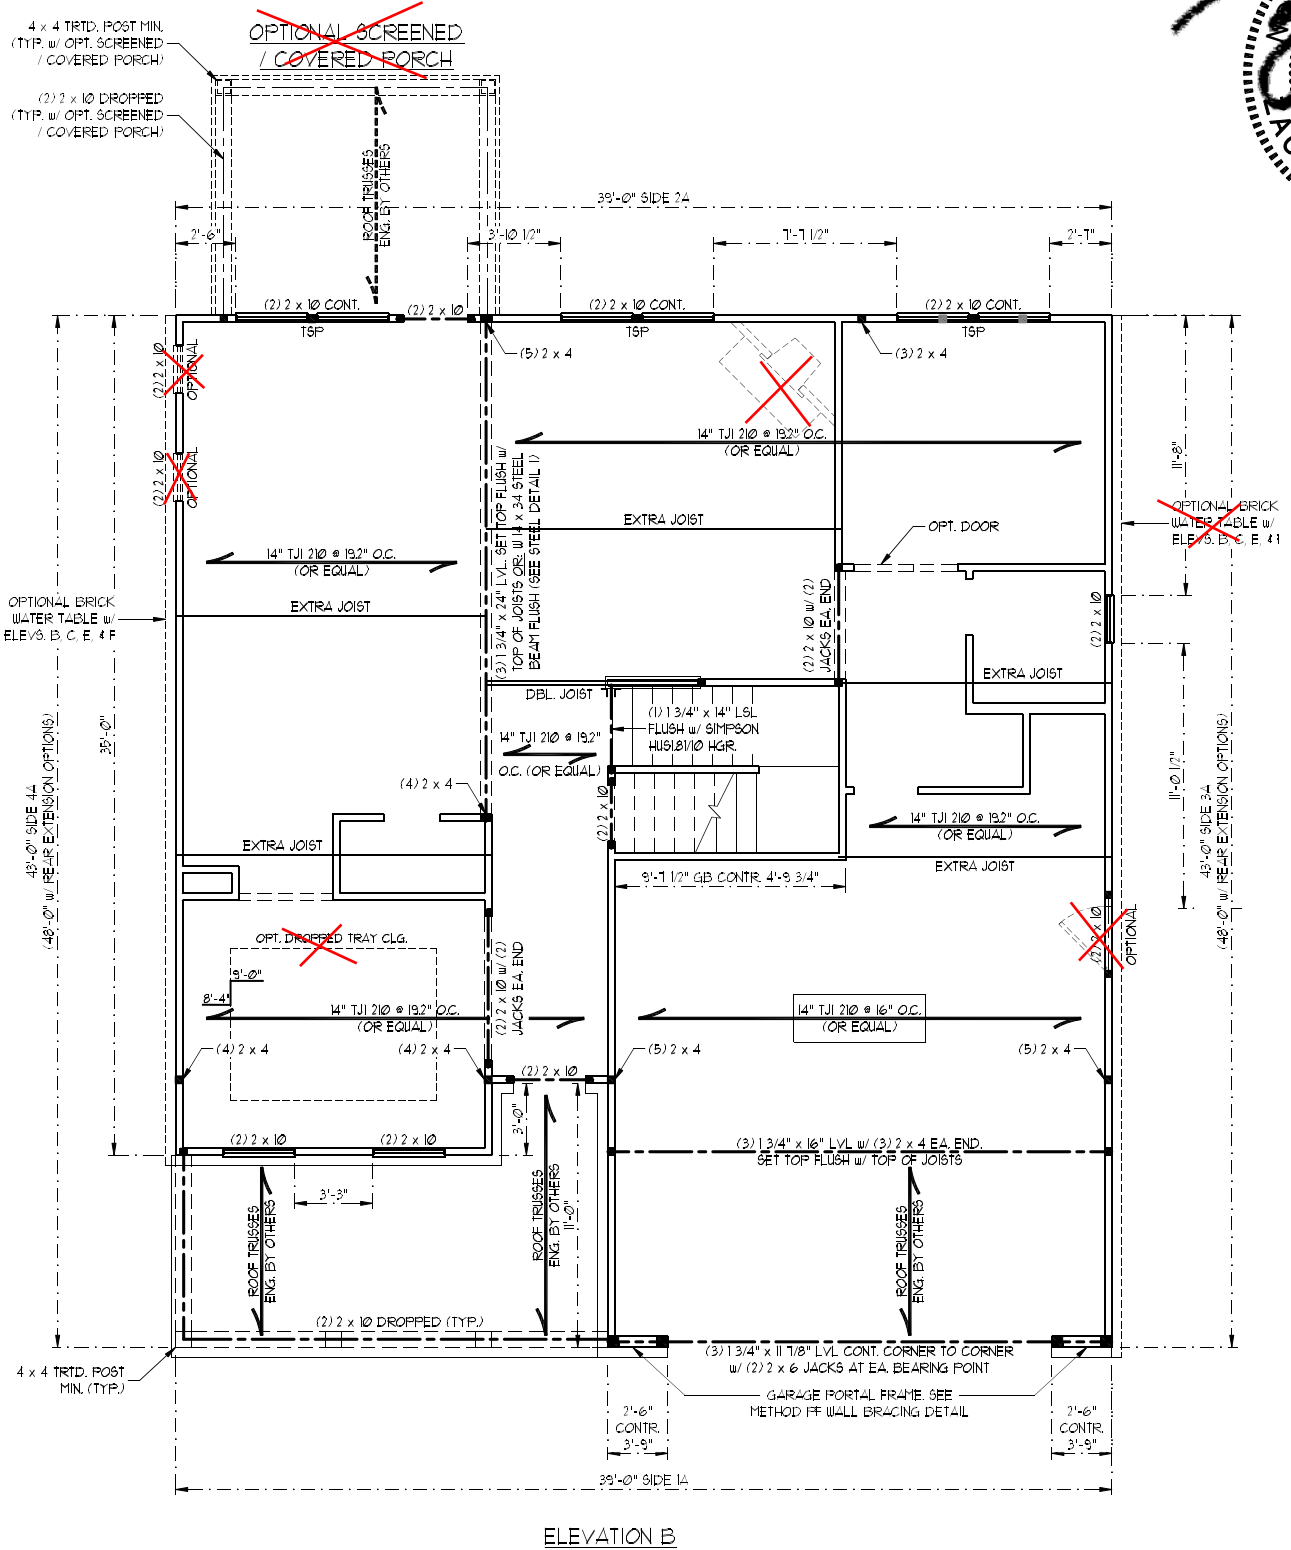 4 x 4 TRTD. POST MIN.
(TYP. w/ OPT. SCREENED
/ COVERED PORCH)
OPTIONAL SCREENED
/ COVERED PORCH
(2) 2 x 10 DROPPED
(TYP. w/ OPT. SCREENED
/ COVERED PORCH)
ROOF TRUSSES
ENG. BY OTHERS
39'-0" SIDE 2A
2'-6"
3'-10 1/2"
7'-7 1/2"
2'-7"
(2) 2 x 10 CONT.
(2) 2 x 10
(2) 2 x 10 CONT.
(2) 2 x 10 CONT.
TSP
TSP
TSP
(5) 2 x 4
(3) 2 x 4
(2) 2 x 10
OPTIONAL
(2) 2 x 10
OPTIONAL
14" TJI 210 @ 19.2" O.C.
(OR EQUAL)
11'-8"
OPTIONAL BRICK
WATER TABLE w/
ELEVS. B, C, E, & F
EXTRA JOIST
OPT. DOOR
14" TJI 210 @ 19.2" O.C.
(OR EQUAL)
(3) 1 3/4" x 24" LVL. SET TOP FLUSH w/
TOP OF JOISTS OR: W 14 x 34 STEEL
BEAM FLUSH (SEE STEEL DETAIL 1)
OPTIONAL BRICK
WATER TABLE w/
ELEVS. B, C, E, & F
EXTRA JOIST
(2) 2 x 10 w/ (2)
JACKS EA. END
(2) 2 x 10
EXTRA JOIST
DBL. JOIST
(1) 1 3/4" x 14" LSL
FLUSH w/ SIMPSON
HUS1.81/10 HGR.
14" TJI 210 @ 19.2"
O.C. (OR EQUAL)
35'-0"
43'-0" SIDE 4A
(48'-0" w/ REAR EXTENSION OPTIONS)
(4) 2 x 4
(2) 2 x 10
14" TJI 210 @ 19.2" O.C.
(OR EQUAL)
11'-0 1/2"
43'-0" SIDE 3A
(48'-0" w/ REAR EXTENSION OPTIONS)
EXTRA JOIST
EXTRA JOIST
9'-7 1/2" GB CONTR. 4'-9 3/4"
OPT. DROPPED TRAY CLG.
9'-0"
8'-4"
(2) 2 x 10
OPTIONAL
(2) 2 x 10 w/ (2)
JACKS EA. END
14" TJI 210 @ 19.2" O.C.
(OR EQUAL)
14" TJI 210 @ 16" O.C.
(OR EQUAL)
(4) 2 x 4
(4) 2 x 4
(5) 2 x 4
(5) 2 x 4
(2) 2 x 10
3'-0"
(2) 2 x 10
(2) 2 x 10
(3) 1 3/4" x 16" LVL w/ (3) 2 x 4 EA. END.
SET TOP FLUSH w/ TOP OF JOISTS
3'-3"
ROOF TRUSSES
ENG. BY OTHERS
ROOF TRUSSES
ENG. BY OTHERS
11'-0"
ROOF TRUSSES
ENG. BY OTHERS
(2) 2 x 10 DROPPED (TYP.)
(3) 1 3/4" x 11 7/8" LVL CONT. CORNER TO CORNER
w/ (2) 2 x 6 JACKS AT EA. BEARING POINT
4 x 4 TRTD. POST
MIN. (TYP.)
GARAGE PORTAL FRAME. SEE
METHOD PF WALL BRACING DETAIL
2'-6"
CONTR.
3'-9"
2'-6"
CONTR.
3'-9"
39'-0" SIDE 1A
ELEVATION B